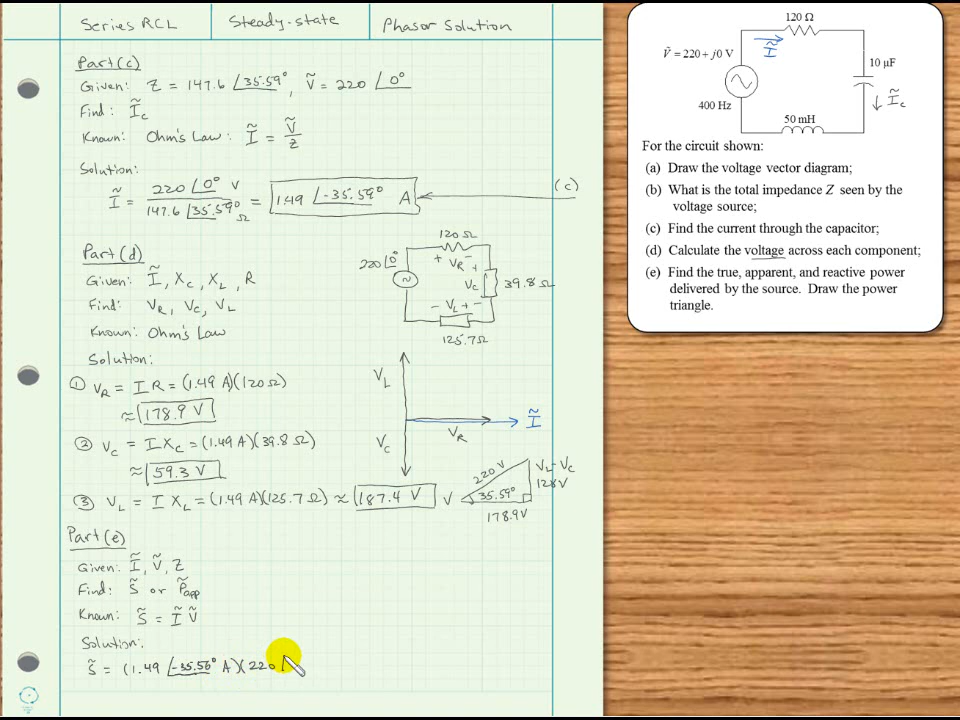 Series RCL | Steady-state | Phasor Solution
Part(c)
Given: Z = 147.6 ∠35.59°, Ṽ = 220 ∠0°
Find: Ĩc
Known: Ohm's Law: Ĩ = Ṽ/Z
Solution:
Ĩ = 220∠0° V / 147.6 ∠35.59° Ω = 1.49 ∠-35.59° A (c)
Part(d)
Given: Ĩ, Xc, XL, R
Find: VR, Vc, VL
Known: Ohm's Law
Solution:
① VR = I R = (1.49 A)(120 Ω)
≈ 178.9 V
② Vc = I Xc = (1.49 A)(39.8 Ω)
≈ 59.3 V
③ VL = I XL = (1.49 A)(125.7 Ω) ≈ 187.4 V
120 Ω
220∠0°
+ VR -
+
Vc
39.8 Ω
- VL + -
125.7 Ω
VL
Ĩ
VR
Vc
V
220 V
VL - Vc
128 V
35.59°
178.9V
Part(e)
Given: Ĩ, Ṽ, Z
Find: S̃ or P̃app
Known: S̃ = Ĩ Ṽ
Solution:
S̃ = (1.49 ∠-35.56° A)(220
120 Ω
Ĩ
Ṽ = 220 + j0 V
10 µF
Ĩc
400 Hz
50 mH
For the circuit shown:
(a) Draw the voltage vector diagram;
(b) What is the total impedance Z seen by the
voltage source;
(c) Find the current through the capacitor;
(d) Calculate the voltage across each component;
(e) Find the true, apparent, and reactive power
delivered by the source. Draw the power
triangle.